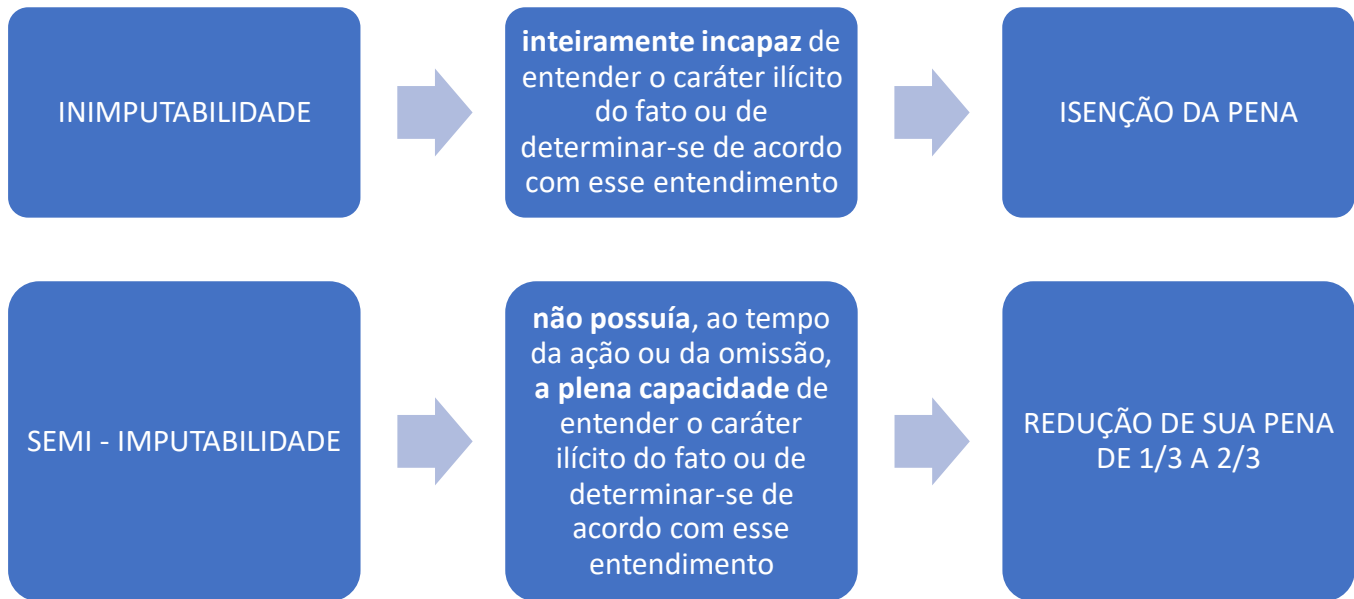 INIMPUTABILIDADE
inteiramente incapaz de
entender o caráter ilícito
do fato ou de
determinar-se de acordo
com esse entendimento
ISENÇÃO DA PENA
SEMI - IMPUTABILIDADE
não possuía, ao tempo
da ação ou da omissão,
a plena capacidade de
entender o caráter
ilícito do fato ou de
determinar-se de
acordo com esse
entendimento
REDUÇÃO DE SUA PENA
DE 1/3 A 2/3